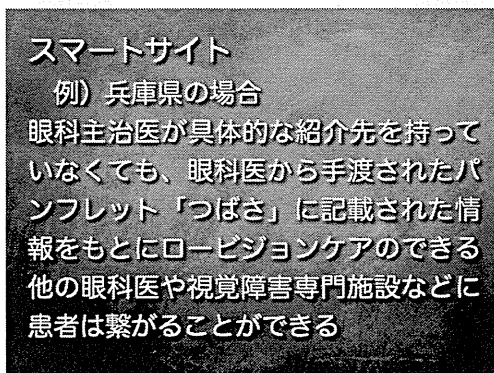 スマートサイト
例）兵庫県の場合
眼科主治医が具体的な紹介先を持って
いなくても、眼科医から手渡されたパ
ンフレット「つばさ」に記載された情
報をもとにロービジョンケアのできる
他の眼科医や視覚障害専門施設などに
患者は繋がることができる